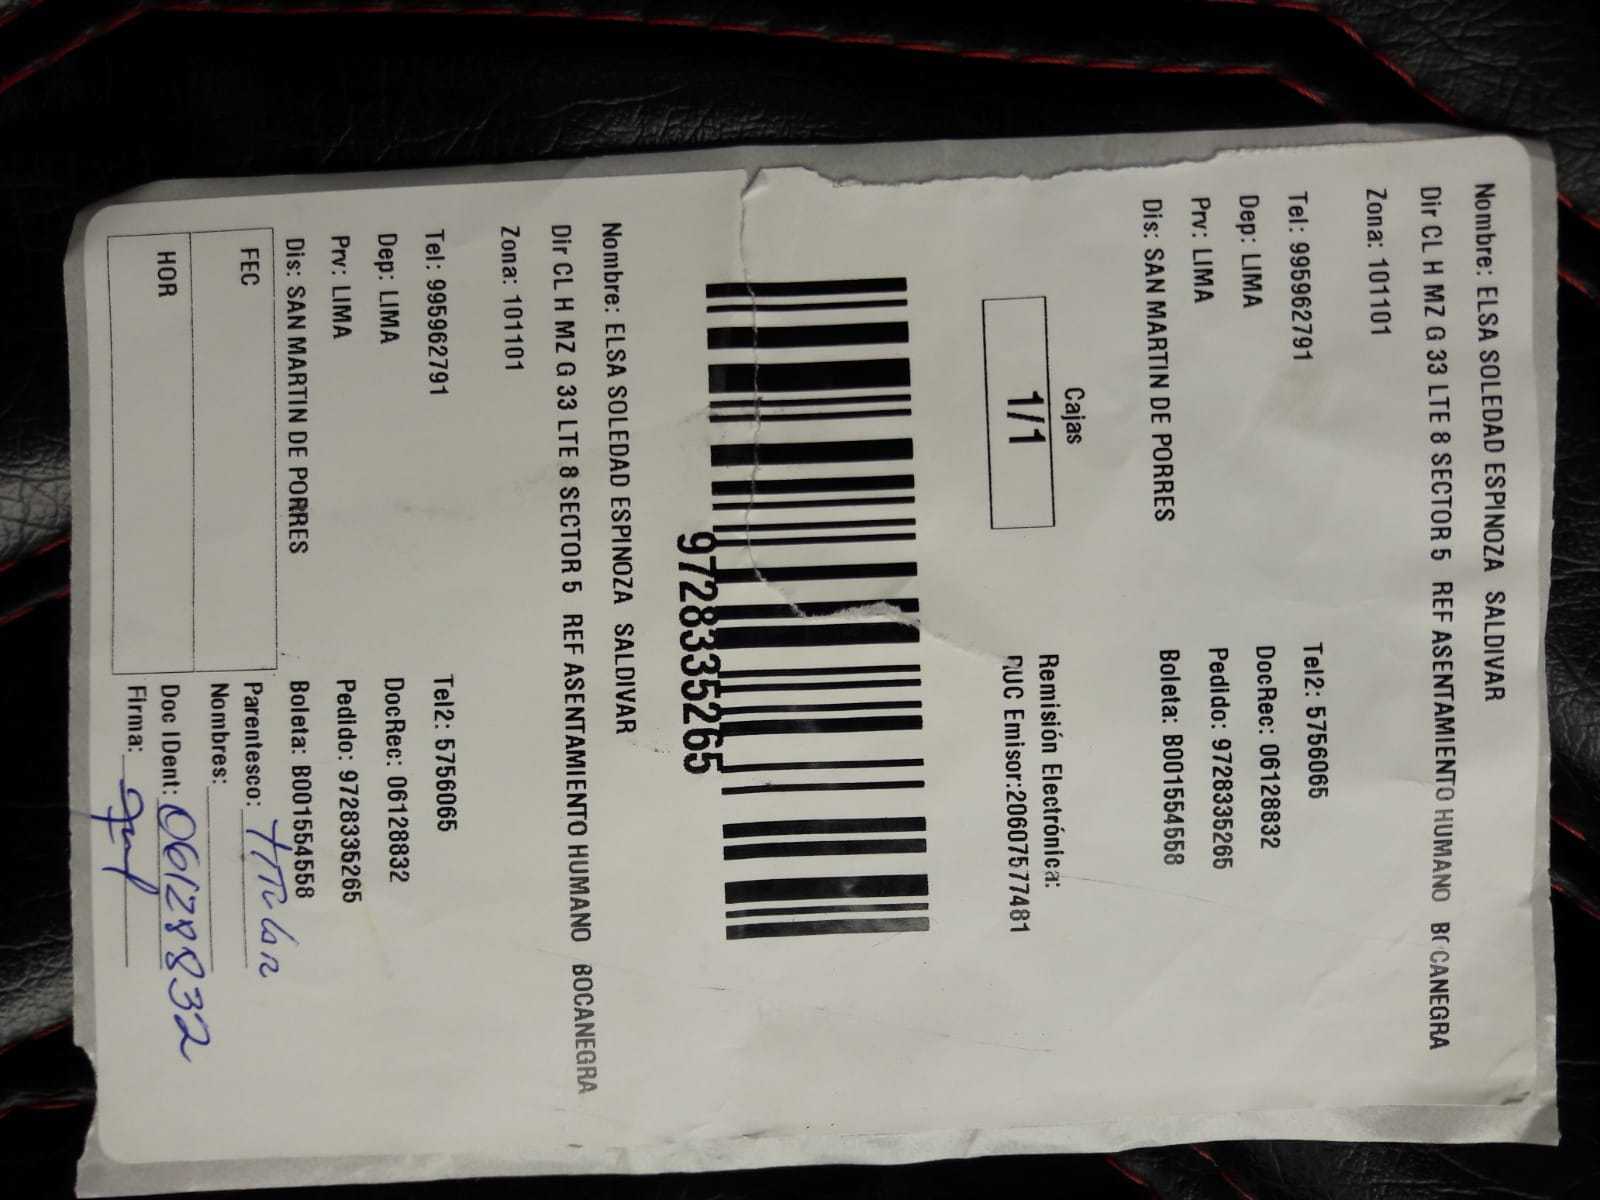 Nombre: ELSA SOLEDAD ESPINOZA SALDIVAR
Dir CL H MZ G 33 LTE 8 SECTOR 5 REF ASENTAMIENTO HUMANO BOCANEGRA
Zona: 101101
Tel: 995962791 Tel2: 5756065
Dep: LIMA DocRec: 06128832
Prv: LIMA Pedido: 9728335265
Dis: SAN MARTIN DE PORRES Boleta: B001554558
Cajas
1/1
Remisión Electrónica:
RUC Emisor:20607577481
9728335265
Nombre: ELSA SOLEDAD ESPINOZA SALDIVAR
Dir CL H MZ G 33 LTE 8 SECTOR 5 REF ASENTAMIENTO HUMANO BOCANEGRA
Zona: 101101
Tel: 995962791 Tel2: 5756065
Dep: LIMA DocRec: 06128832
Prv: LIMA Pedido: 9728335265
Dis: SAN MARTIN DE PORRES Boleta: B001554558
FEC Parentesco: titular
Nombres:
HOR Doc IDent: 06128832
Firma: